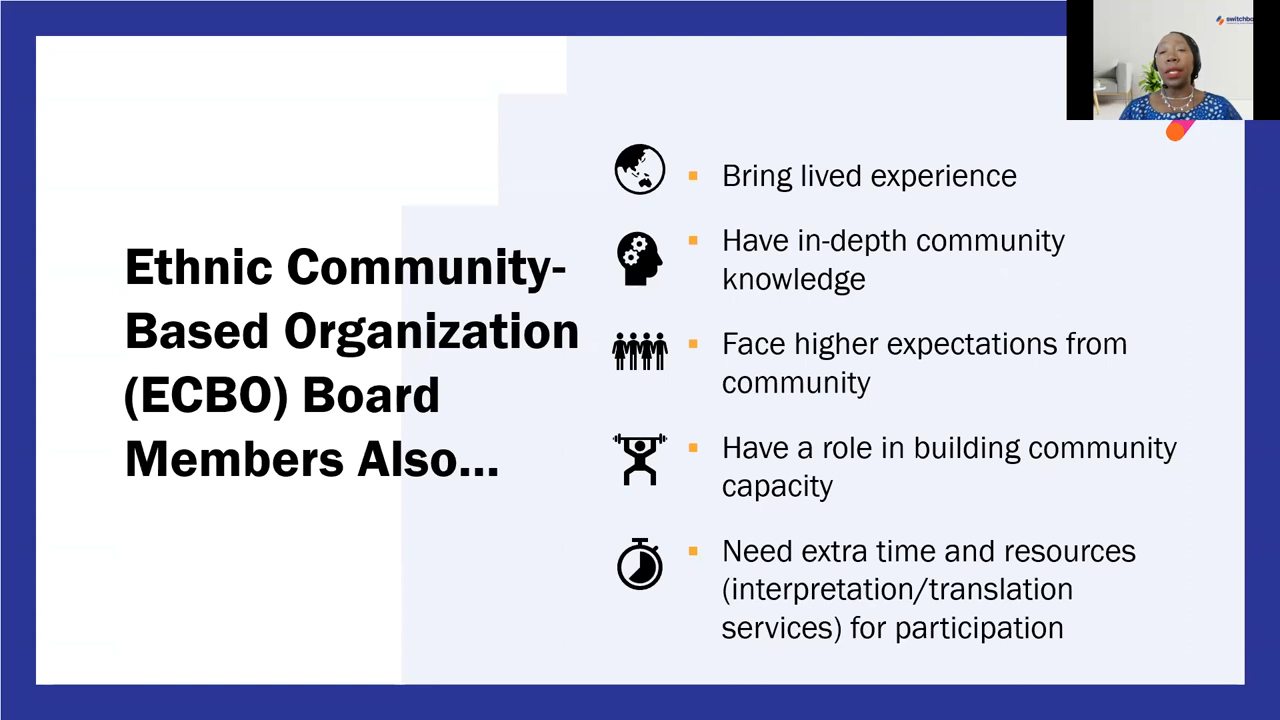 Ethnic Community-
Based Organization
(ECBO) Board
Members Also...
Bring lived experience
Have in-depth community
knowledge
Face higher expectations from
community
Have a role in building community
capacity
Need extra time and resources
(interpretation/translation
services) for participation